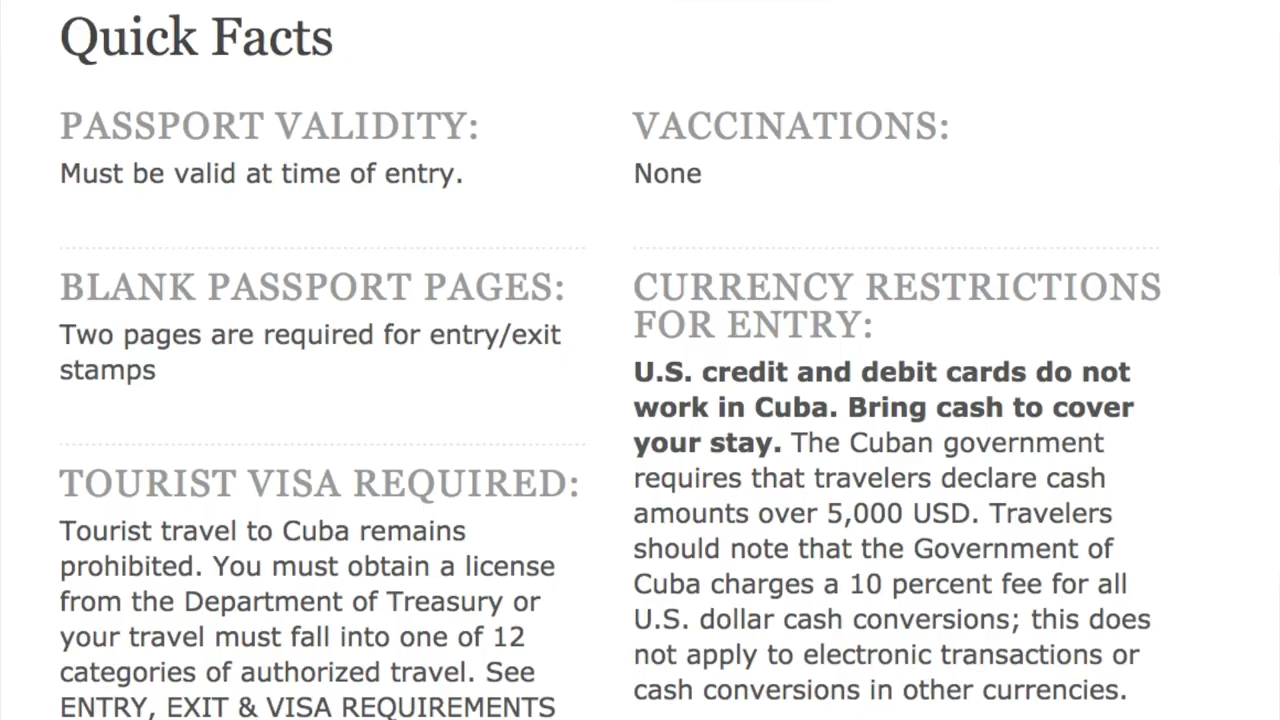 Quick Facts
PASSPORT VALIDITY:
Must be valid at time of entry.
BLANK PASSPORT PAGES:
Two pages are required for entry/exit
stamps
TOURIST VISA REQUIRED:
Tourist travel to Cuba remains
prohibited. You must obtain a license
from the Department of Treasury or
your travel must fall into one of 12
categories of authorized travel. See
ENTRY, EXIT & VISA REQUIREMENTS
VACCINATIONS:
None
CURRENCY RESTRICTIONS
FOR ENTRY:
U.S. credit and debit cards do not
work in Cuba. Bring cash to cover
your stay. The Cuban government
requires that travelers declare cash
amounts over 5,000 USD. Travelers
should note that the Government of
Cuba charges a 10 percent fee for all
U.S. dollar cash conversions; this does
not apply to electronic transactions or
cash conversions in other currencies.